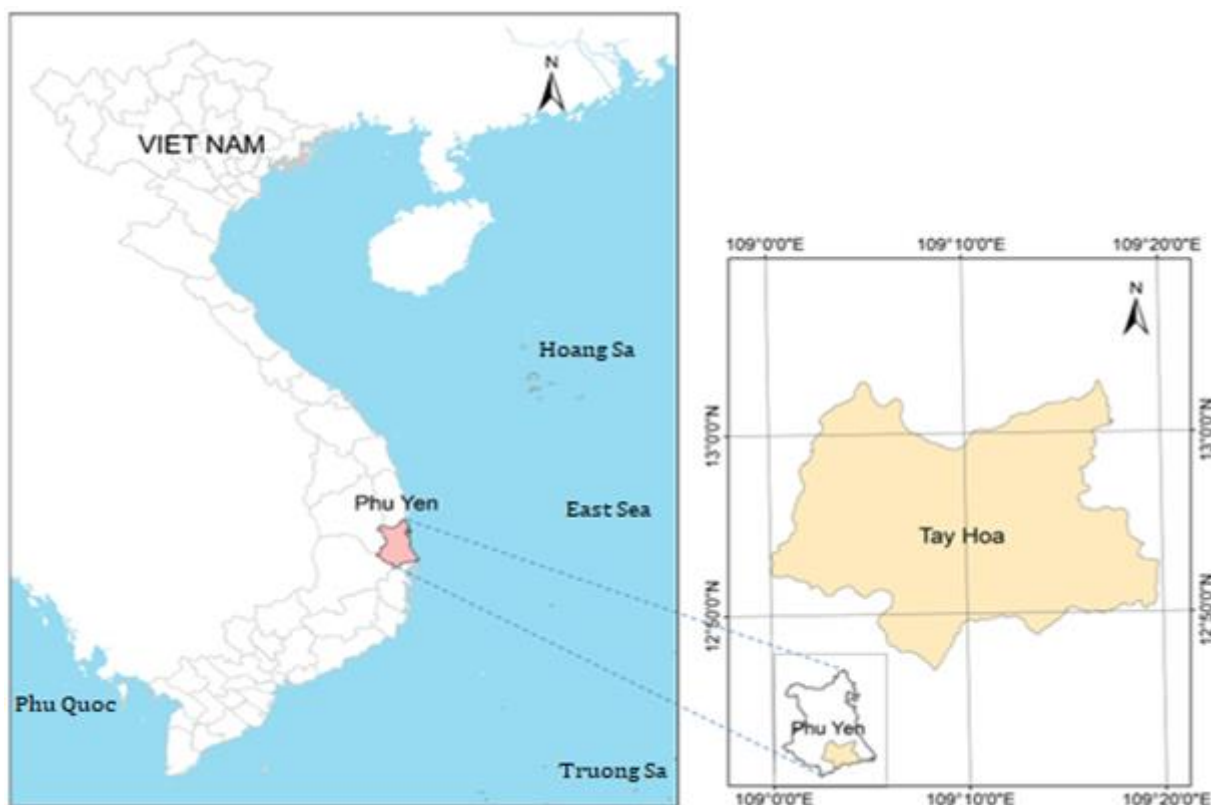 N
VIET NAM
Hoang Sa
Phu Yen
East Sea
Phu Quoc
Truong Sa
109°0'0"E
109°10'0"E
109°20'0"E
N
13°0'0"N
13°0'0"N
Tay Hoa
12°50'0"N
12°50'0"N
Phu Yen
109°0'0"E
109°10'0"E
109°20'0"E